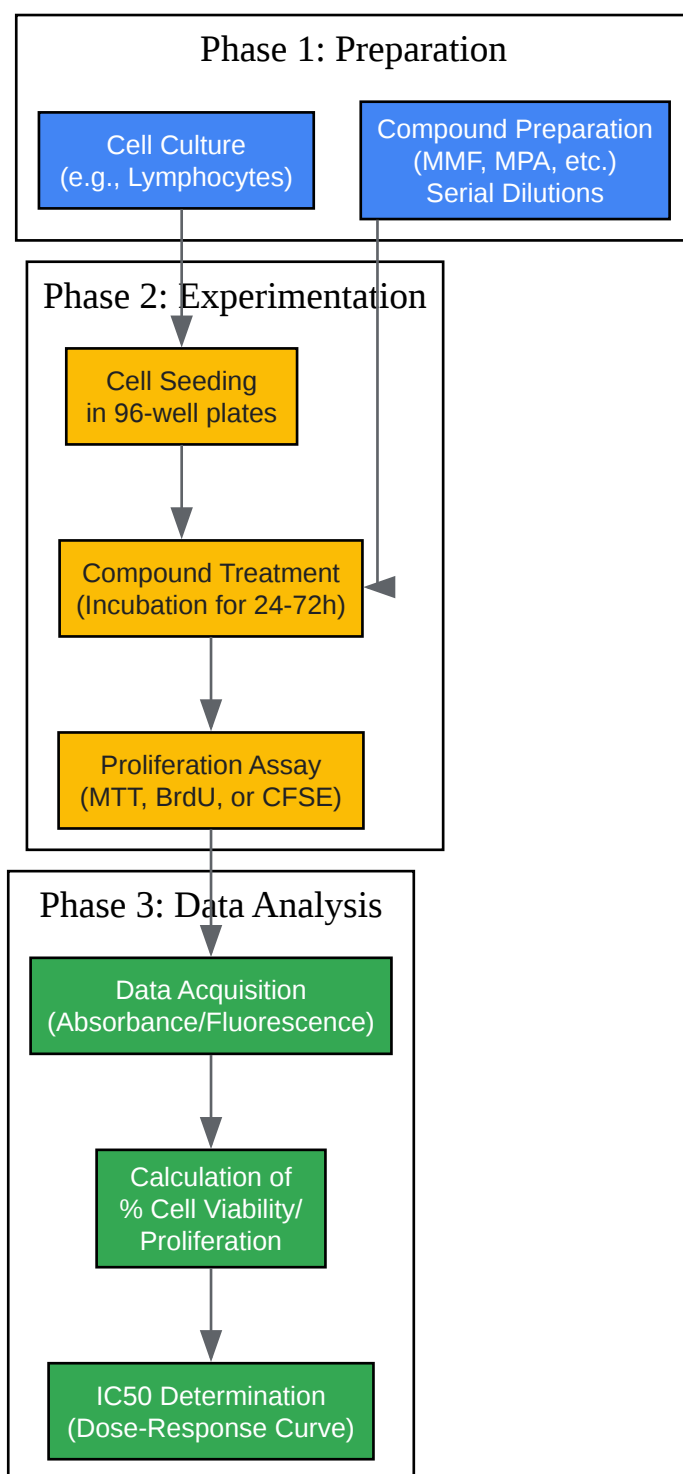 Phase 1: Preparation
Cell Culture
(e.g., Lymphocytes)
Compound Preparation
(MMF, MPA, etc.)
Serial Dilutions
Phase 2: Experimentation
Cell Seeding
in 96-well plates
Compound Treatment
(Incubation for 24-72h)
Proliferation Assay
(MTT, BrdU, or CFSE)
Phase 3: Data Analysis
Data Acquisition
(Absorbance/Fluorescence)
Calculation of
% Cell Viability/
Proliferation
IC50 Determination
(Dose-Response Curve)